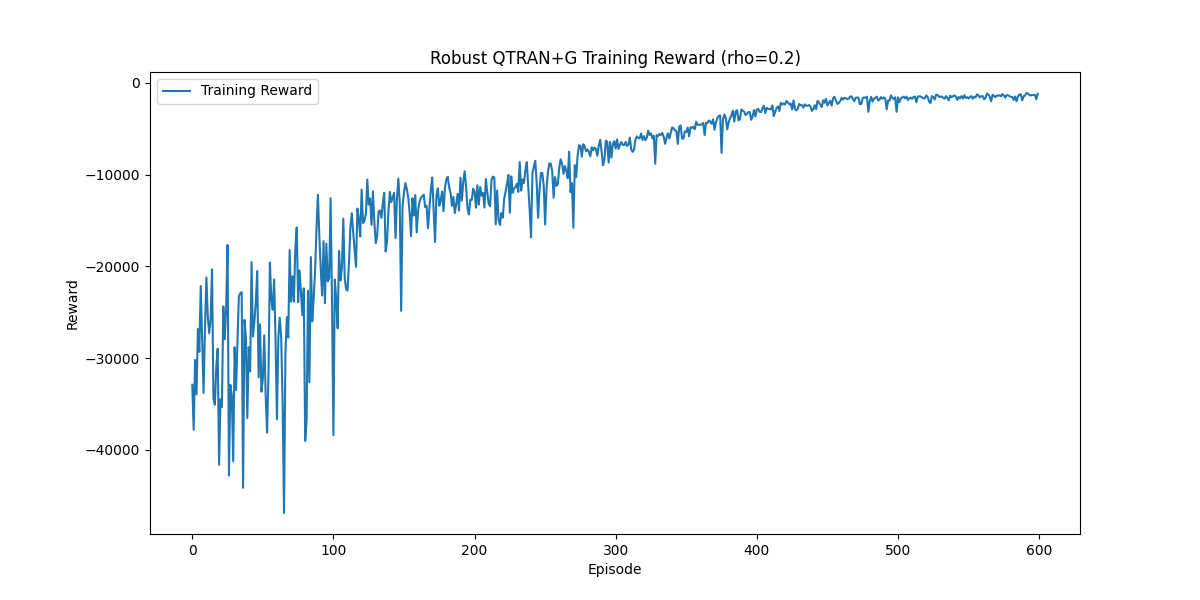 Robust QTRAN+G Training Reward (rho=0.2)
Training Reward
0
−10000
−20000
−30000
−40000
Reward
0 100 200 300 400 500 600
Episode